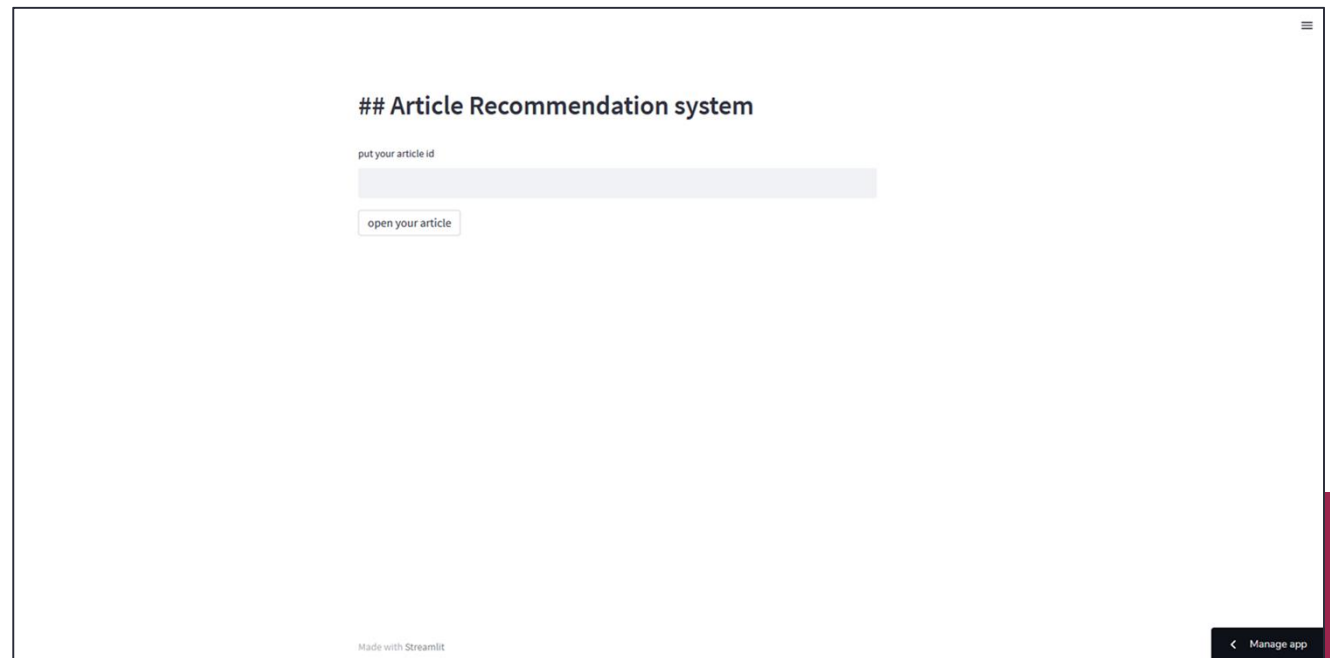 ## Article Recommendation system
put your article id
open your article
Made with Streamlit
Manage app